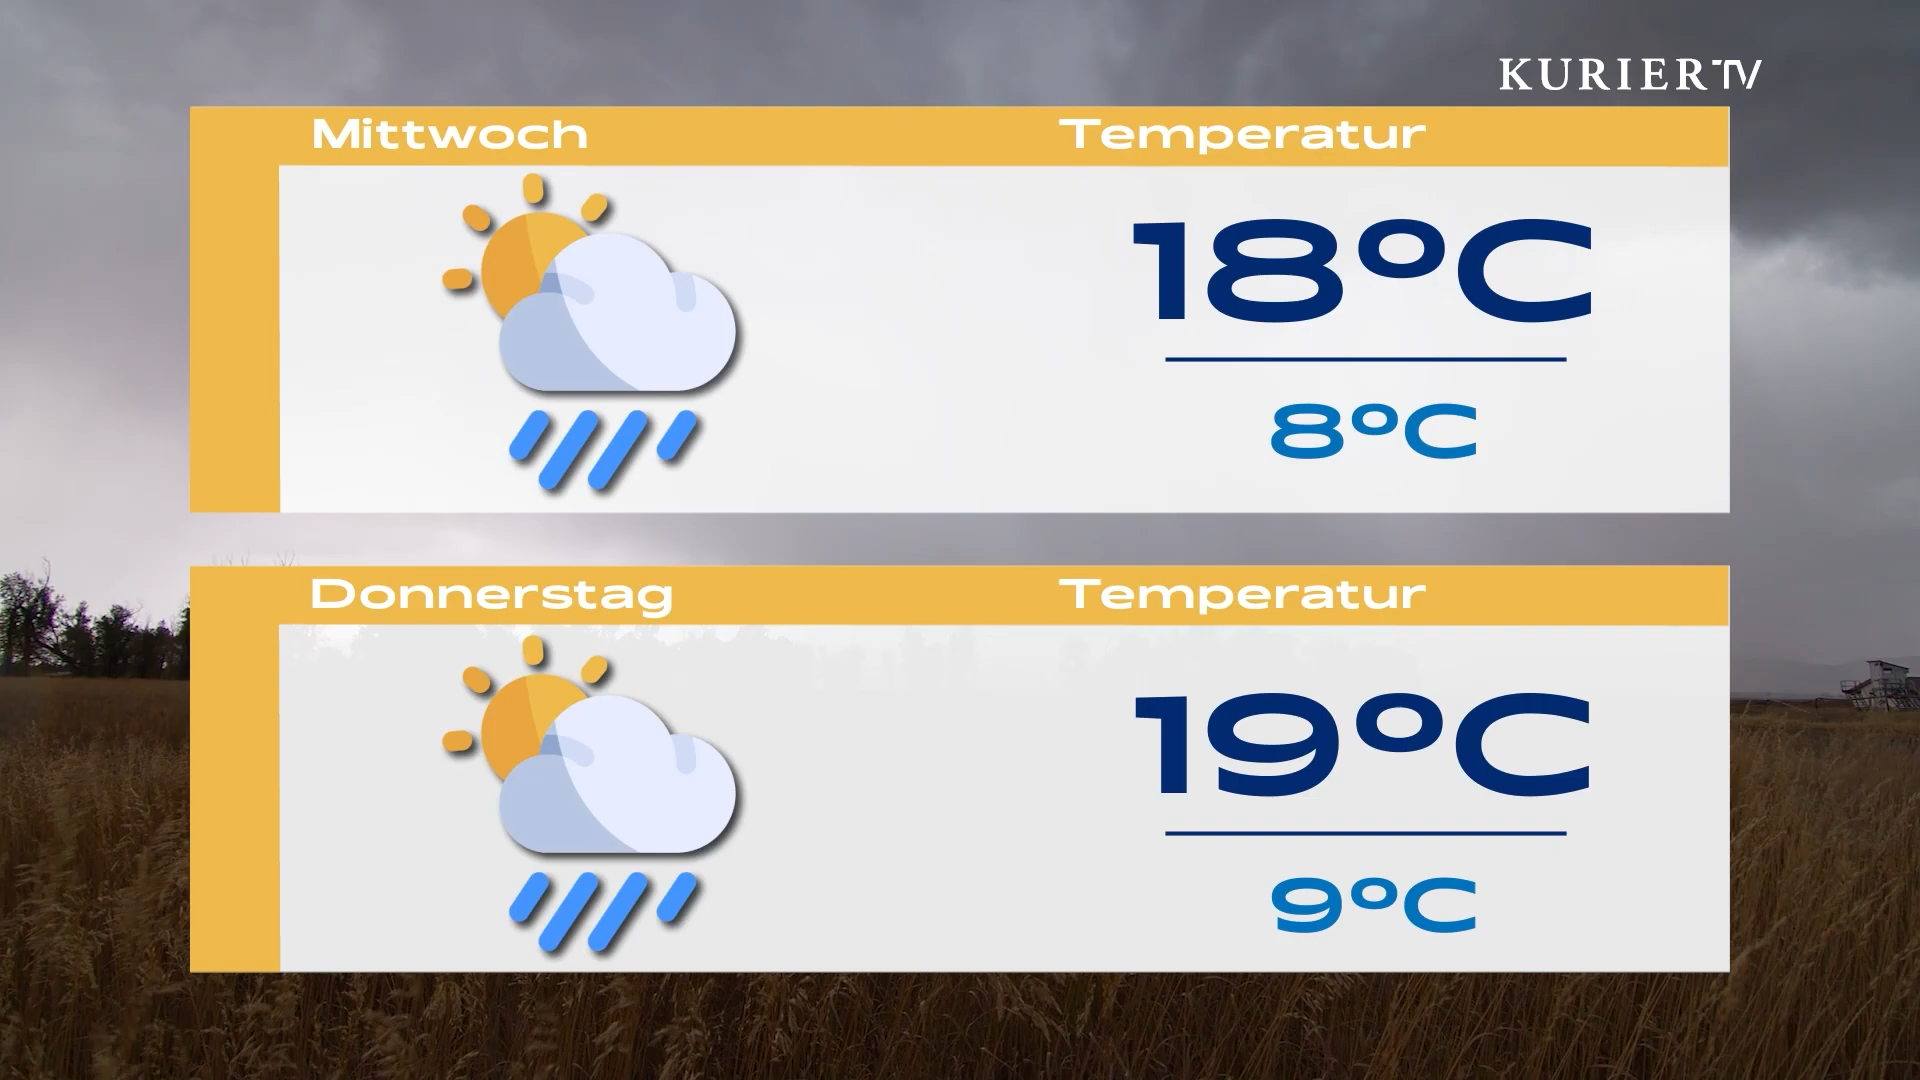 KURIER TV
Mittwoch Temperatur
18°C
8°C
Donnerstag Temperatur
19°C
9°C